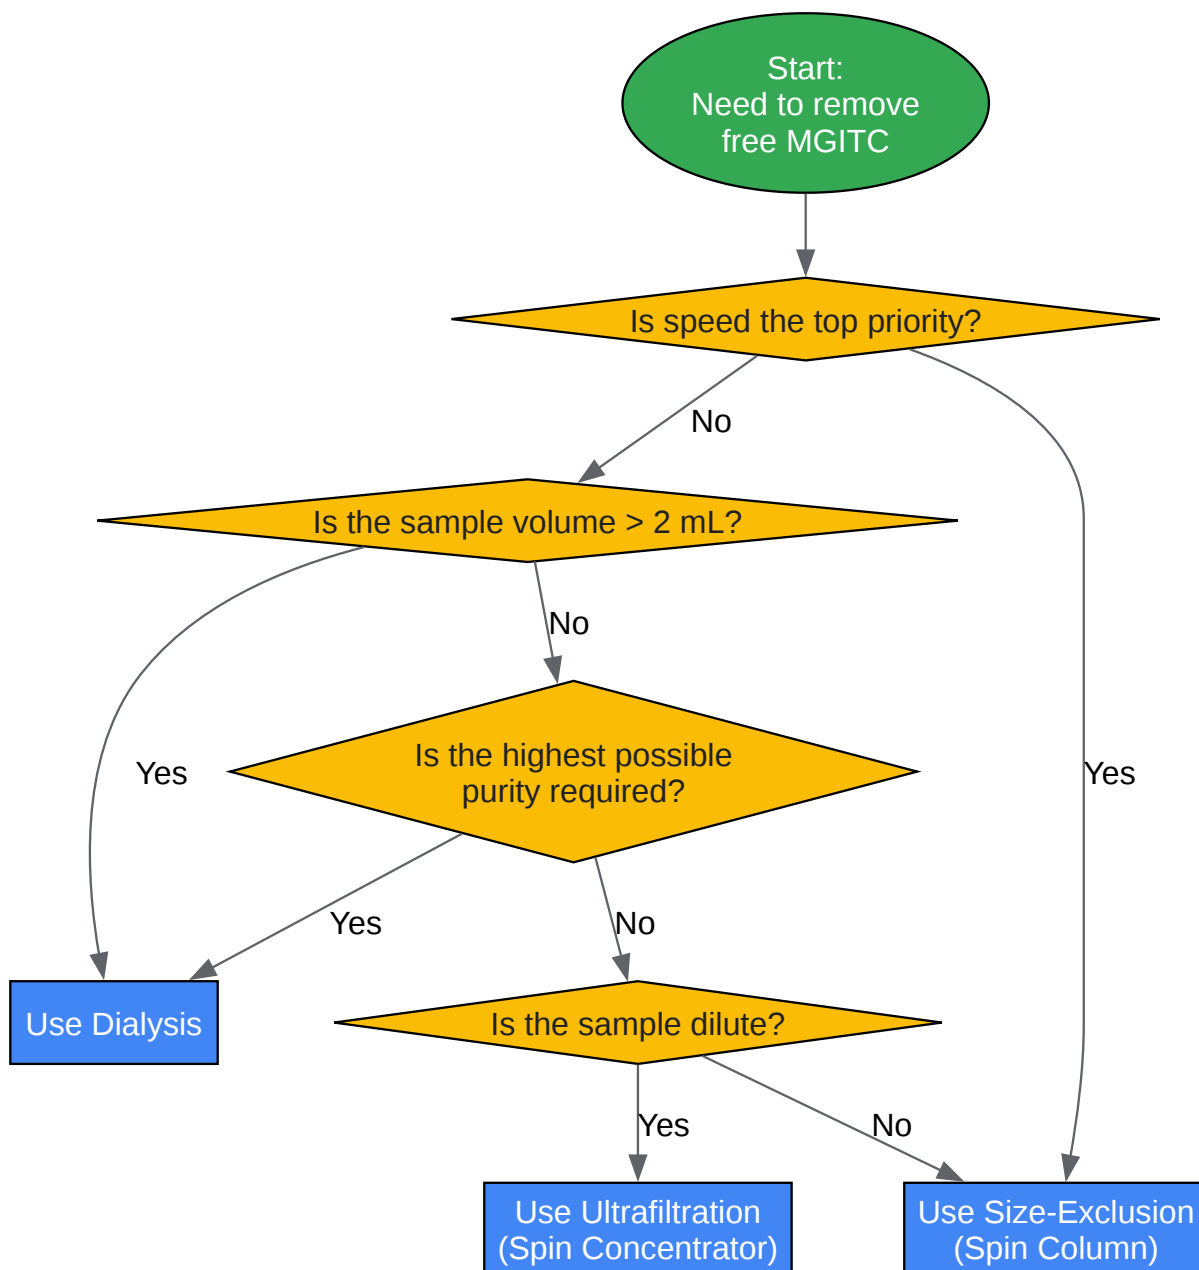 Start:
Need to remove
free MGITC
Is speed the top priority?
No
Is the sample volume > 2 mL?
No
Yes
Is the highest possible
purity required?
Yes
Yes
No
Use Dialysis
Is the sample dilute?
Yes
No
Use Ultrafiltration
(Spin Concentrator)
Use Size-Exclusion
(Spin Column)